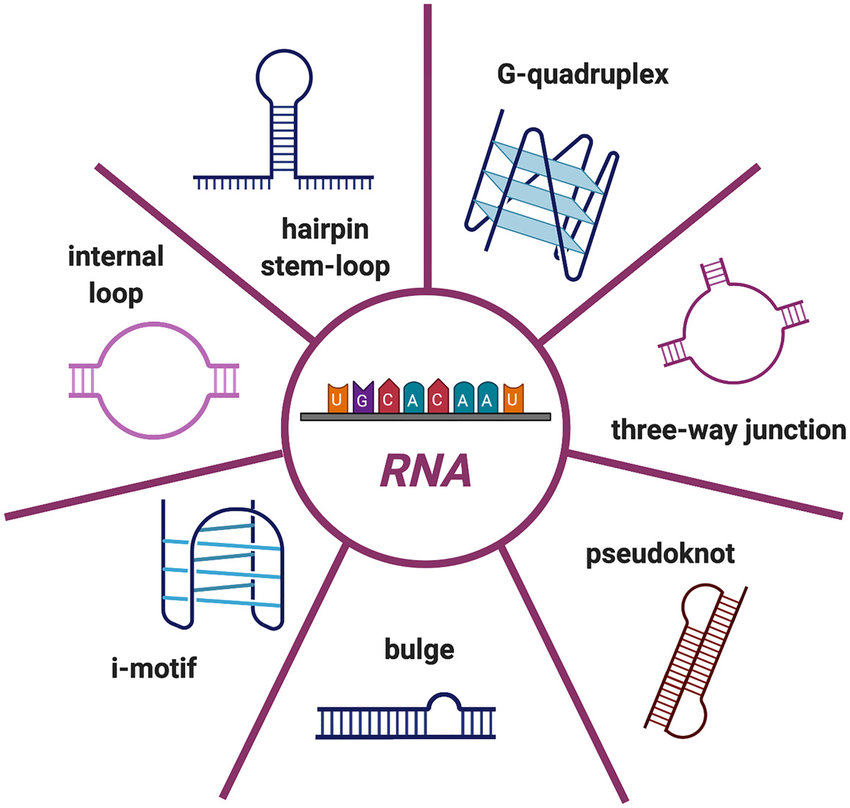 G-quadruplex
hairpin
stem-loop
internal
loop
three-way junction
UGCACAAU
RNA
pseudoknot
i-motif
bulge